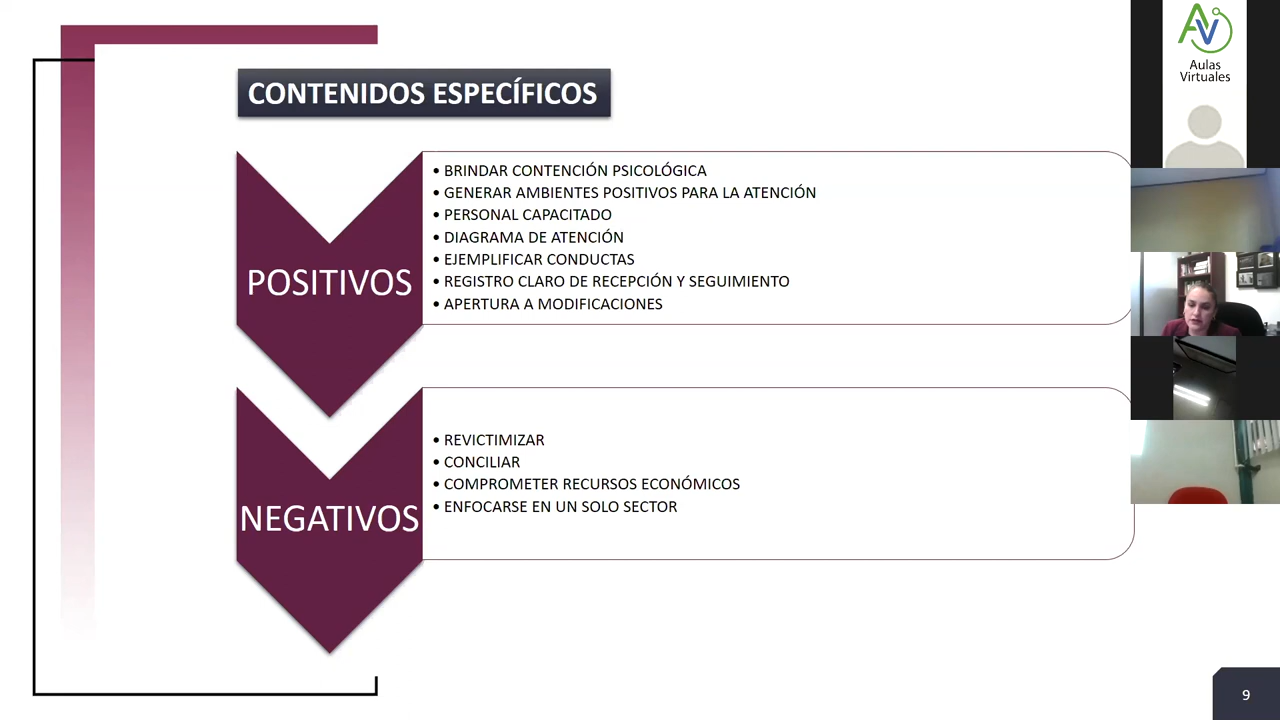 CONTENIDOS ESPECÍFICOS
POSITIVOS
• BRINDAR CONTENCIÓN PSICOLÓGICA
• GENERAR AMBIENTES POSITIVOS PARA LA ATENCIÓN
• PERSONAL CAPACITADO
• DIAGRAMA DE ATENCIÓN
• EJEMPLIFICAR CONDUCTAS
• REGISTRO CLARO DE RECEPCIÓN Y SEGUIMIENTO
• APERTURA A MODIFICACIONES
NEGATIVOS
• REVICTIMIZAR
• CONCILIAR
• COMPROMETER RECURSOS ECONÓMICOS
• ENFOCARSE EN UN SOLO SECTOR
AV
Aulas
Virtuales
9